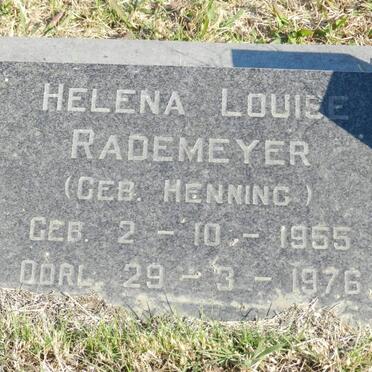 HELENA LOUISE
RADEMEYER
(GEB. HENNING)
GEB. 2 - 10 - 1955
OORL. 29 - 3 - 1976